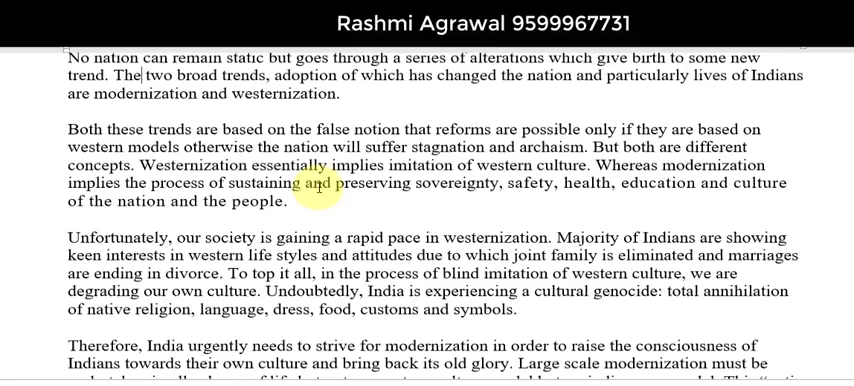 Rashmi Agrawal 9599967731
No nation can remain static but goes through a series of alterations which give birth to some new
trend. The two broad trends, adoption of which has changed the nation and particularly lives of Indians
are modernization and westernization.
Both these trends are based on the false notion that reforms are possible only if they are based on
western models otherwise the nation will suffer stagnation and archaism. But both are different
concepts. Westernization essentially implies imitation of western culture. Whereas modernization
implies the process of sustaining and preserving sovereignty, safety, health, education and culture
of the nation and the people.
Unfortunately, our society is gaining a rapid pace in westernization. Majority of Indians are showing
keen interests in western life styles and attitudes due to which joint family is eliminated and marriages
are ending in divorce. To top it all, in the process of blind imitation of western culture, we are
degrading our own culture. Undoubtedly, India is experiencing a cultural genocide: total annihilation
of native religion, language, dress, food, customs and symbols.
Therefore, India urgently needs to strive for modernization in order to raise the consciousness of
Indians towards their own culture and bring back its old glory. Large scale modernization must be